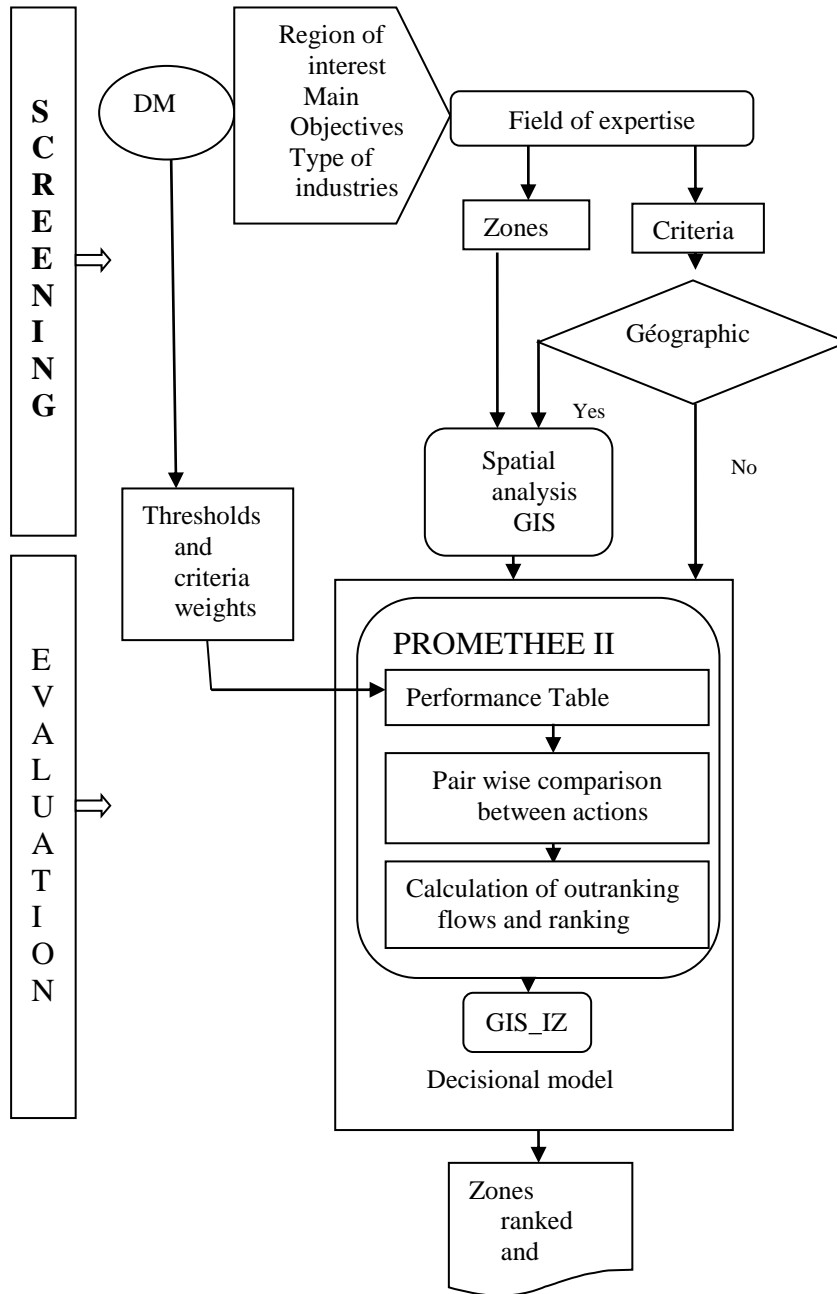 SCREENING
DM
Region of
interest
Main
Objectives
Type of
industries
Field of expertise
Zones
Criteria
Géographic
Yes
No
Spatial
analysis
GIS
Thresholds
and
criteria
weights
EVALUATION
PROMETHEE II
Performance Table
Pair wise comparison
between actions
Calculation of outranking
flows and ranking
GIS_IZ
Decisional model
Zones
ranked
and